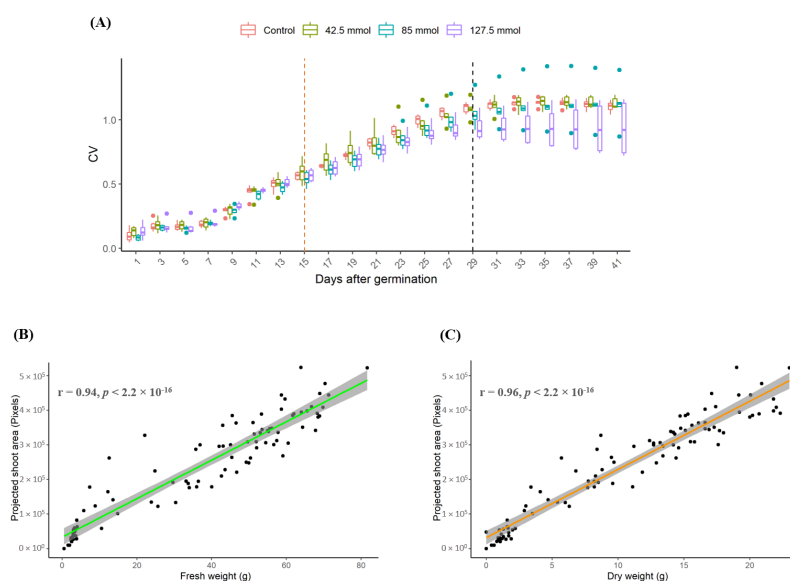 (A)
Control 42.5 mmol 85 mmol 127.5 mmol
CV
1.0
0.5
0.0
1 3 5 7 9 11 13 15 17 19 21 23 25 27 29 31 33 35 37 39 41
Days after germination
(B)
r = 0.94, p < 2.2 × 10⁻¹⁶
Projected shoot area (Pixels)
5 × 10⁵
4 × 10⁵
3 × 10⁵
2 × 10⁵
1 × 10⁵
0 × 10⁰
0 20 40 60 80
Fresh weight (g)
(C)
r = 0.96, p < 2.2 × 10⁻¹⁶
Projected shoot area (Pixels)
5 × 10⁵
4 × 10⁵
3 × 10⁵
2 × 10⁵
1 × 10⁵
0 × 10⁰
0 5 10 15 20
Dry weight (g)